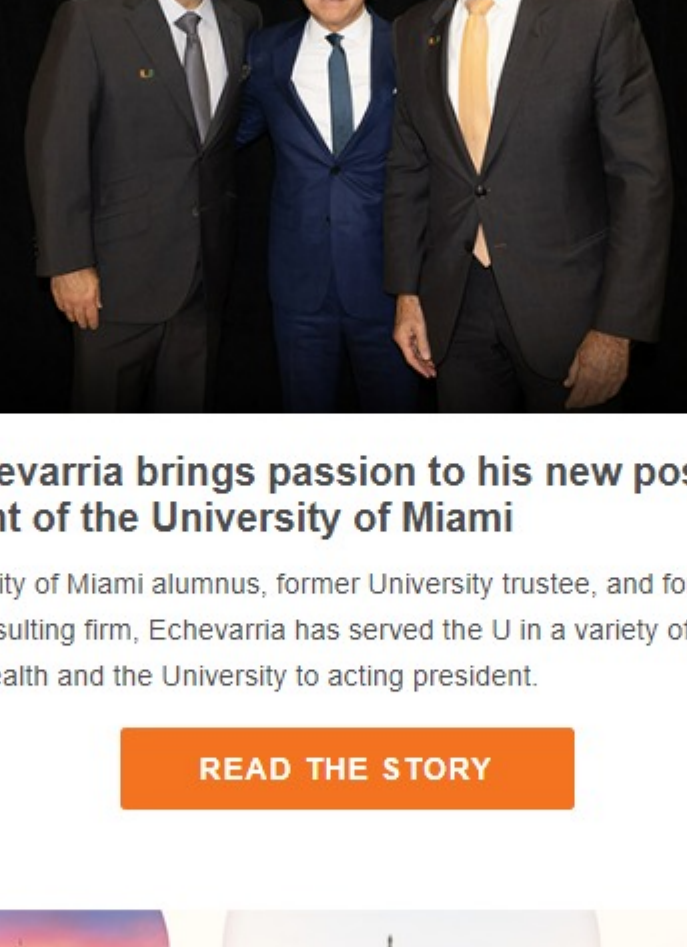 evarria brings passion to his new pos
nt of the University of Miami
ity of Miami alumnus, former University trustee, and fo
sulting firm, Echevarria has served the U in a variety of
ealth and the University to acting president.
READ THE STORY